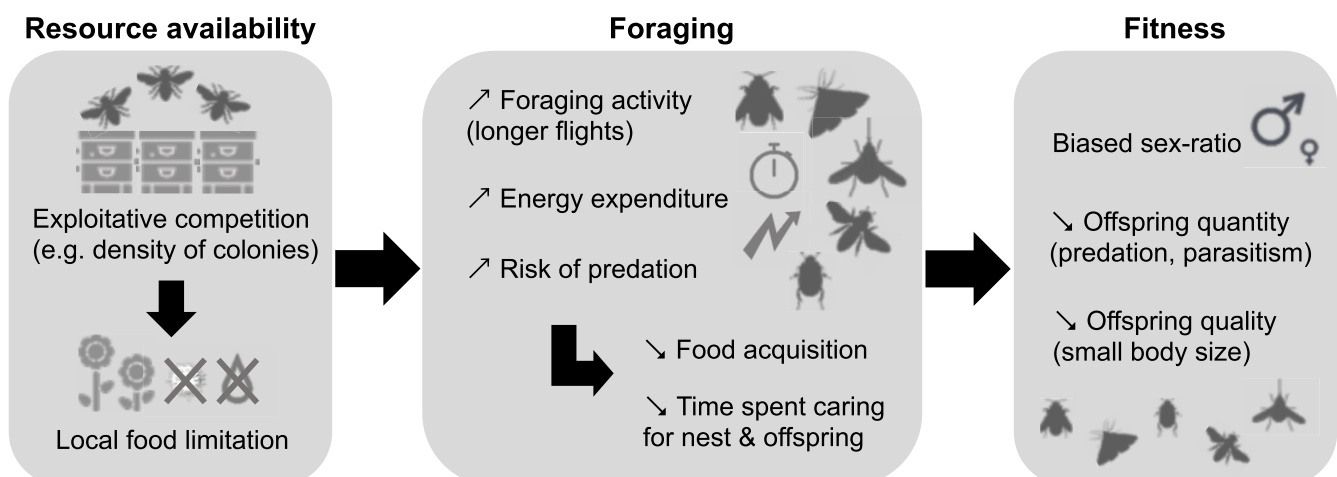 Resource availability
Exploitative competition
(e.g. density of colonies)
Local food limitation
Foraging
↗ Foraging activity
(longer flights)
↗ Energy expenditure
↗ Risk of predation
↘ Food acquisition
↘ Time spent caring
for nest & offspring
Fitness
Biased sex-ratio
↘ Offspring quantity
(predation, parasitism)
↘ Offspring quality
(small body size)